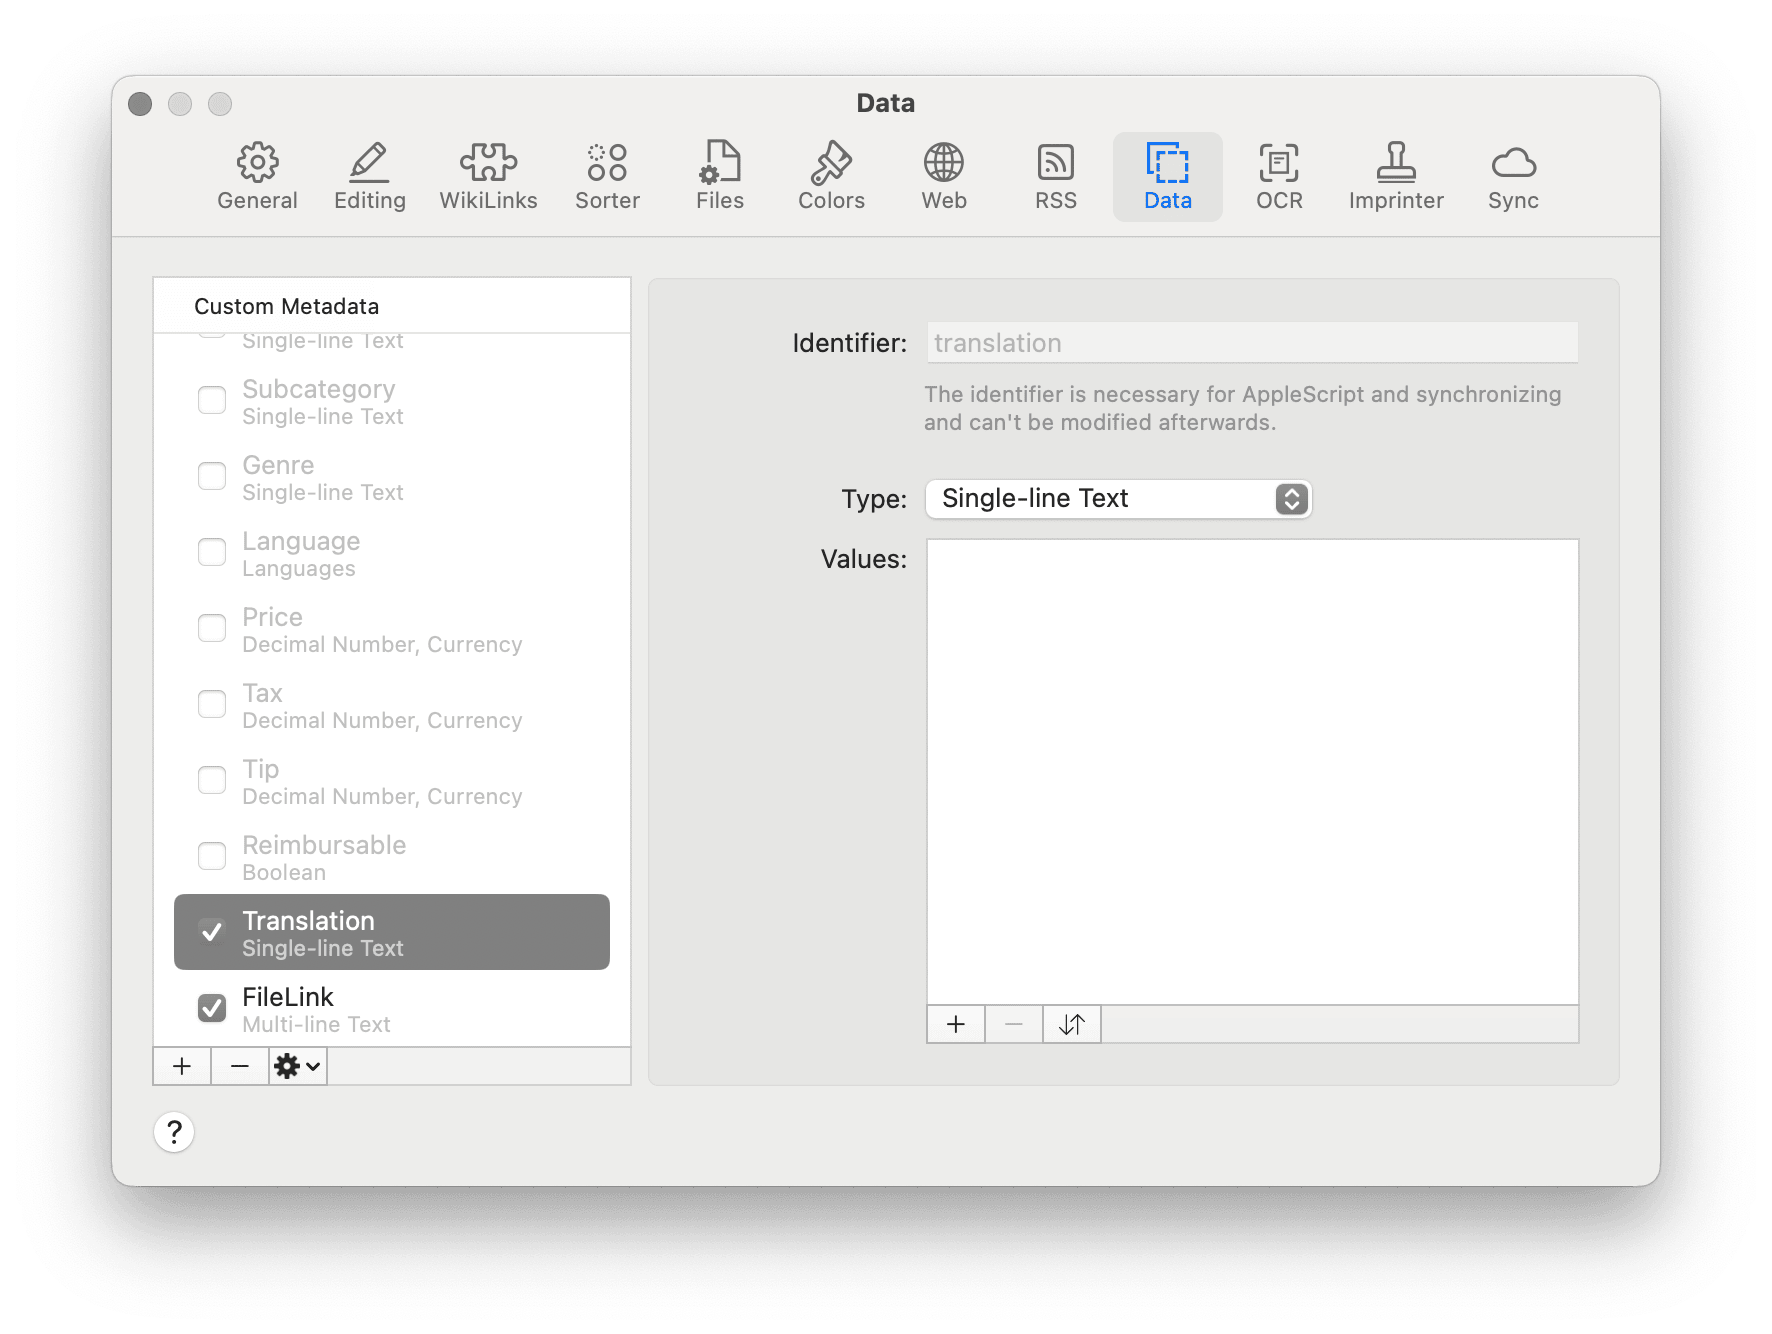 Data
General
Editing
WikiLinks
Sorter
Files
Colors
Web
RSS
Data
OCR
Imprinter
Sync
Custom Metadata
Single-line Text
Subcategory
Single-line Text
Genre
Single-line Text
Language
Languages
Price
Decimal Number, Currency
Tax
Decimal Number, Currency
Tip
Decimal Number, Currency
Reimbursable
Boolean
Translation
Single-line Text
FileLink
Multi-line Text
Identifier: translation
The identifier is necessary for AppleScript and synchronizing
and can't be modified afterwards.
Type: Single-line Text
Values:
?